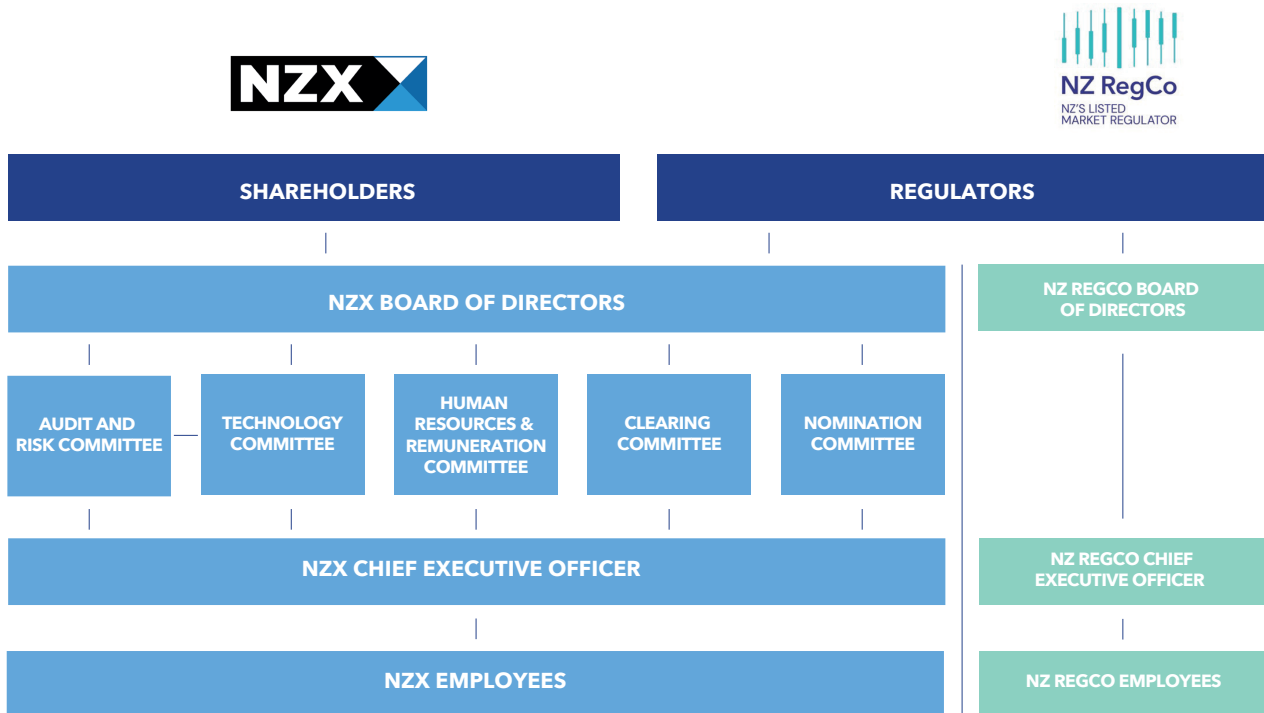 NZX
NZ RegCo
NZ'S LISTED
MARKET REGULATOR
SHAREHOLDERS
REGULATORS
NZX BOARD OF DIRECTORS
NZ REGCO BOARD
OF DIRECTORS
AUDIT AND
RISK COMMITTEE
TECHNOLOGY
COMMITTEE
HUMAN
RESOURCES &
REMUNERATION
COMMITTEE
CLEARING
COMMITTEE
NOMINATION
COMMITTEE
NZX CHIEF EXECUTIVE OFFICER
NZ REGCO CHIEF
EXECUTIVE OFFICER
NZX EMPLOYEES
NZ REGCO EMPLOYEES